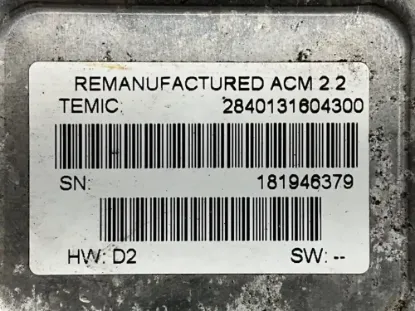 REMANUFACTURED ACM 2.2
TEMIC: 2840131604300
SN: 181946379
HW: D2 SW: --